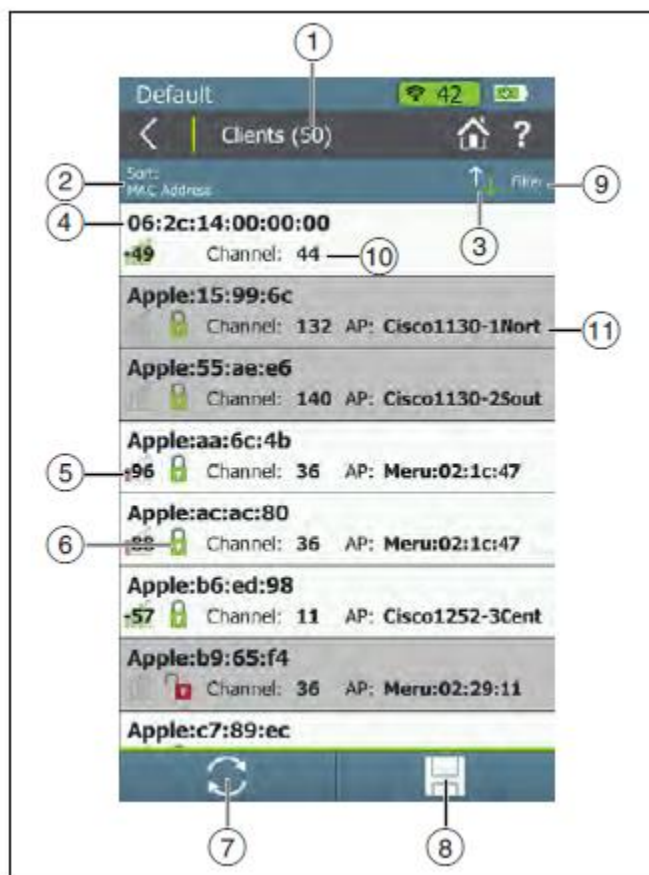 1
Default 42
Clients (50) ?
2 Sort: Filter 9
MAC Address
4 06:2c:14:00:00:00 3
-49 Channel: 44 10
Apple:15:99:6c
Channel: 132 AP: Cisco1130-1Nort 11
Apple:55:ae:e6
Channel: 140 AP: Cisco1130-2Sout
Apple:aa:6c:4b
5 -96 Channel: 36 AP: Meru:02:1c:47
Apple:ac:ac:80
6 -88 Channel: 36 AP: Meru:02:1c:47
Apple:b6:ed:98
-57 Channel: 11 AP: Cisco1252-3Cent
Apple:b9:65:f4
Channel: 36 AP: Meru:02:29:11
Apple:c7:89:ec
7 8